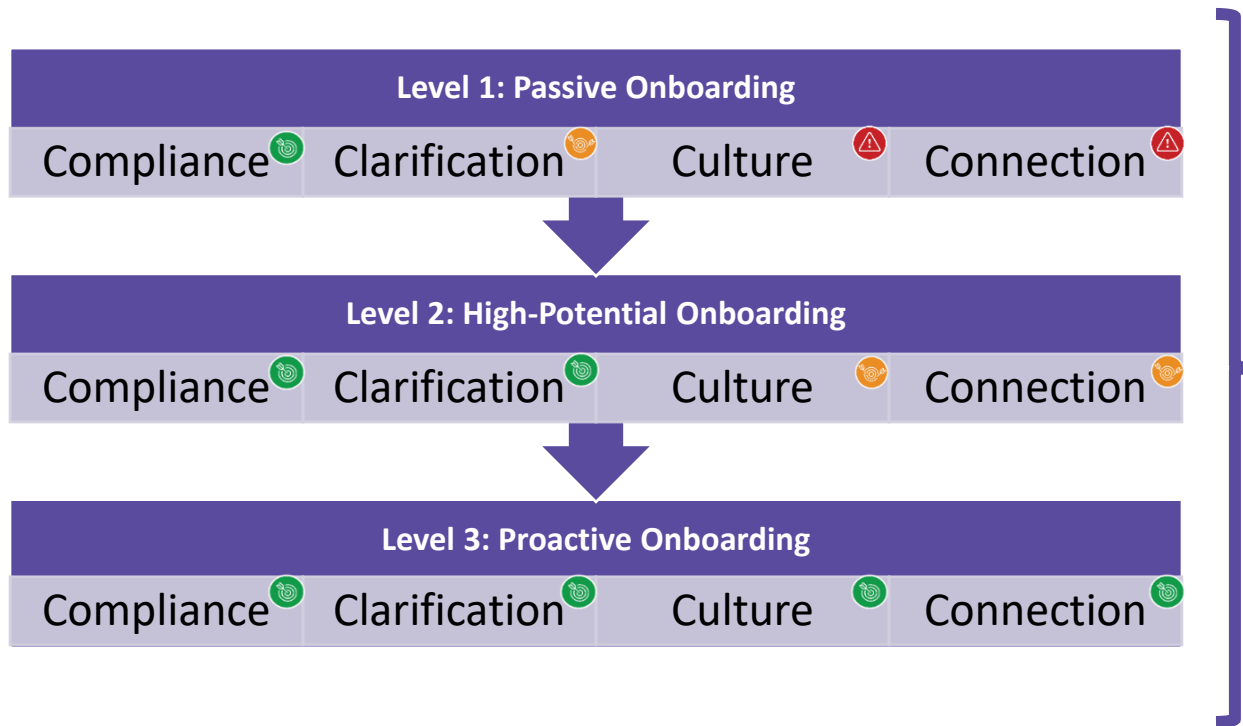 Level 1: Passive Onboarding
Compliance Clarification Culture Connection
Level 2: High-Potential Onboarding
Compliance Clarification Culture Connection
Level 3: Proactive Onboarding
Compliance Clarification Culture Connection